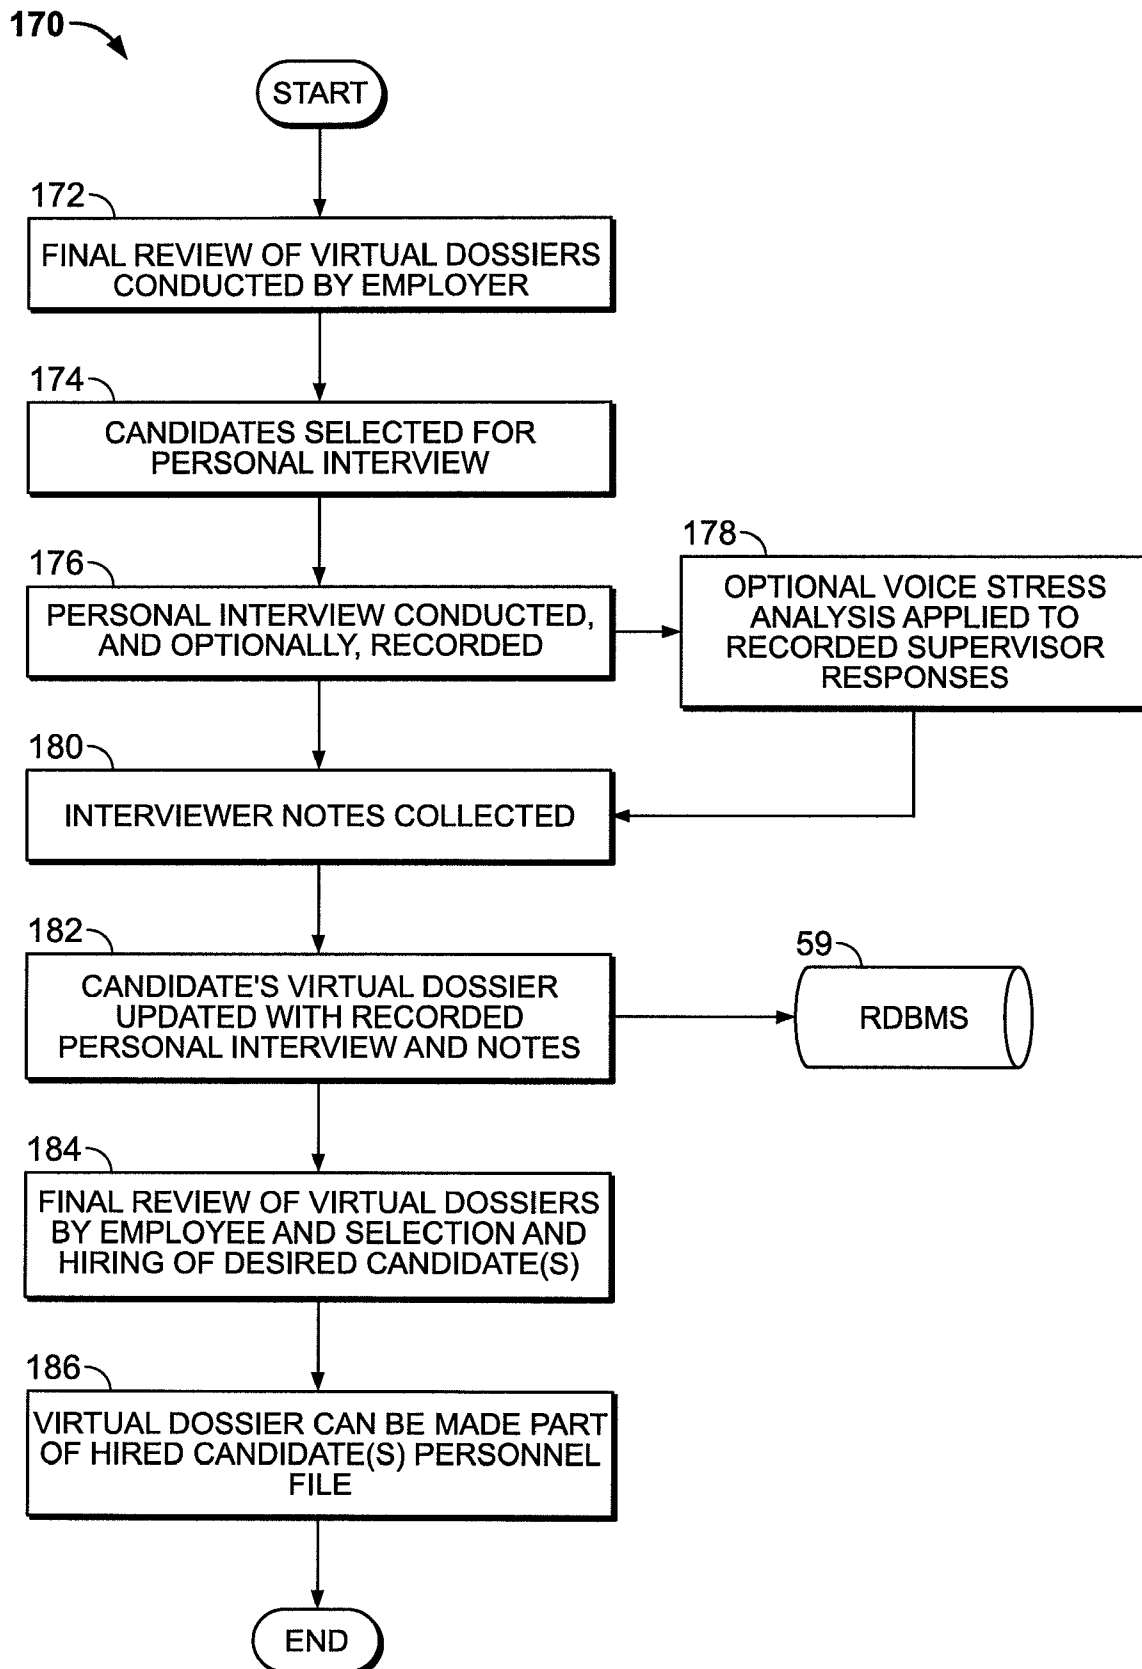 170
START
172
FINAL REVIEW OF VIRTUAL DOSSIERS
CONDUCTED BY EMPLOYER
174
CANDIDATES SELECTED FOR
PERSONAL INTERVIEW
176
PERSONAL INTERVIEW CONDUCTED,
AND OPTIONALLY, RECORDED
178
OPTIONAL VOICE STRESS
ANALYSIS APPLIED TO
RECORDED SUPERVISOR
RESPONSES
180
INTERVIEWER NOTES COLLECTED
182
CANDIDATE'S VIRTUAL DOSSIER
UPDATED WITH RECORDED
PERSONAL INTERVIEW AND NOTES
59
RDBMS
184
FINAL REVIEW OF VIRTUAL DOSSIERS
BY EMPLOYEE AND SELECTION AND
HIRING OF DESIRED CANDIDATE(S)
186
VIRTUAL DOSSIER CAN BE MADE PART
OF HIRED CANDIDATE(S) PERSONNEL
FILE
END